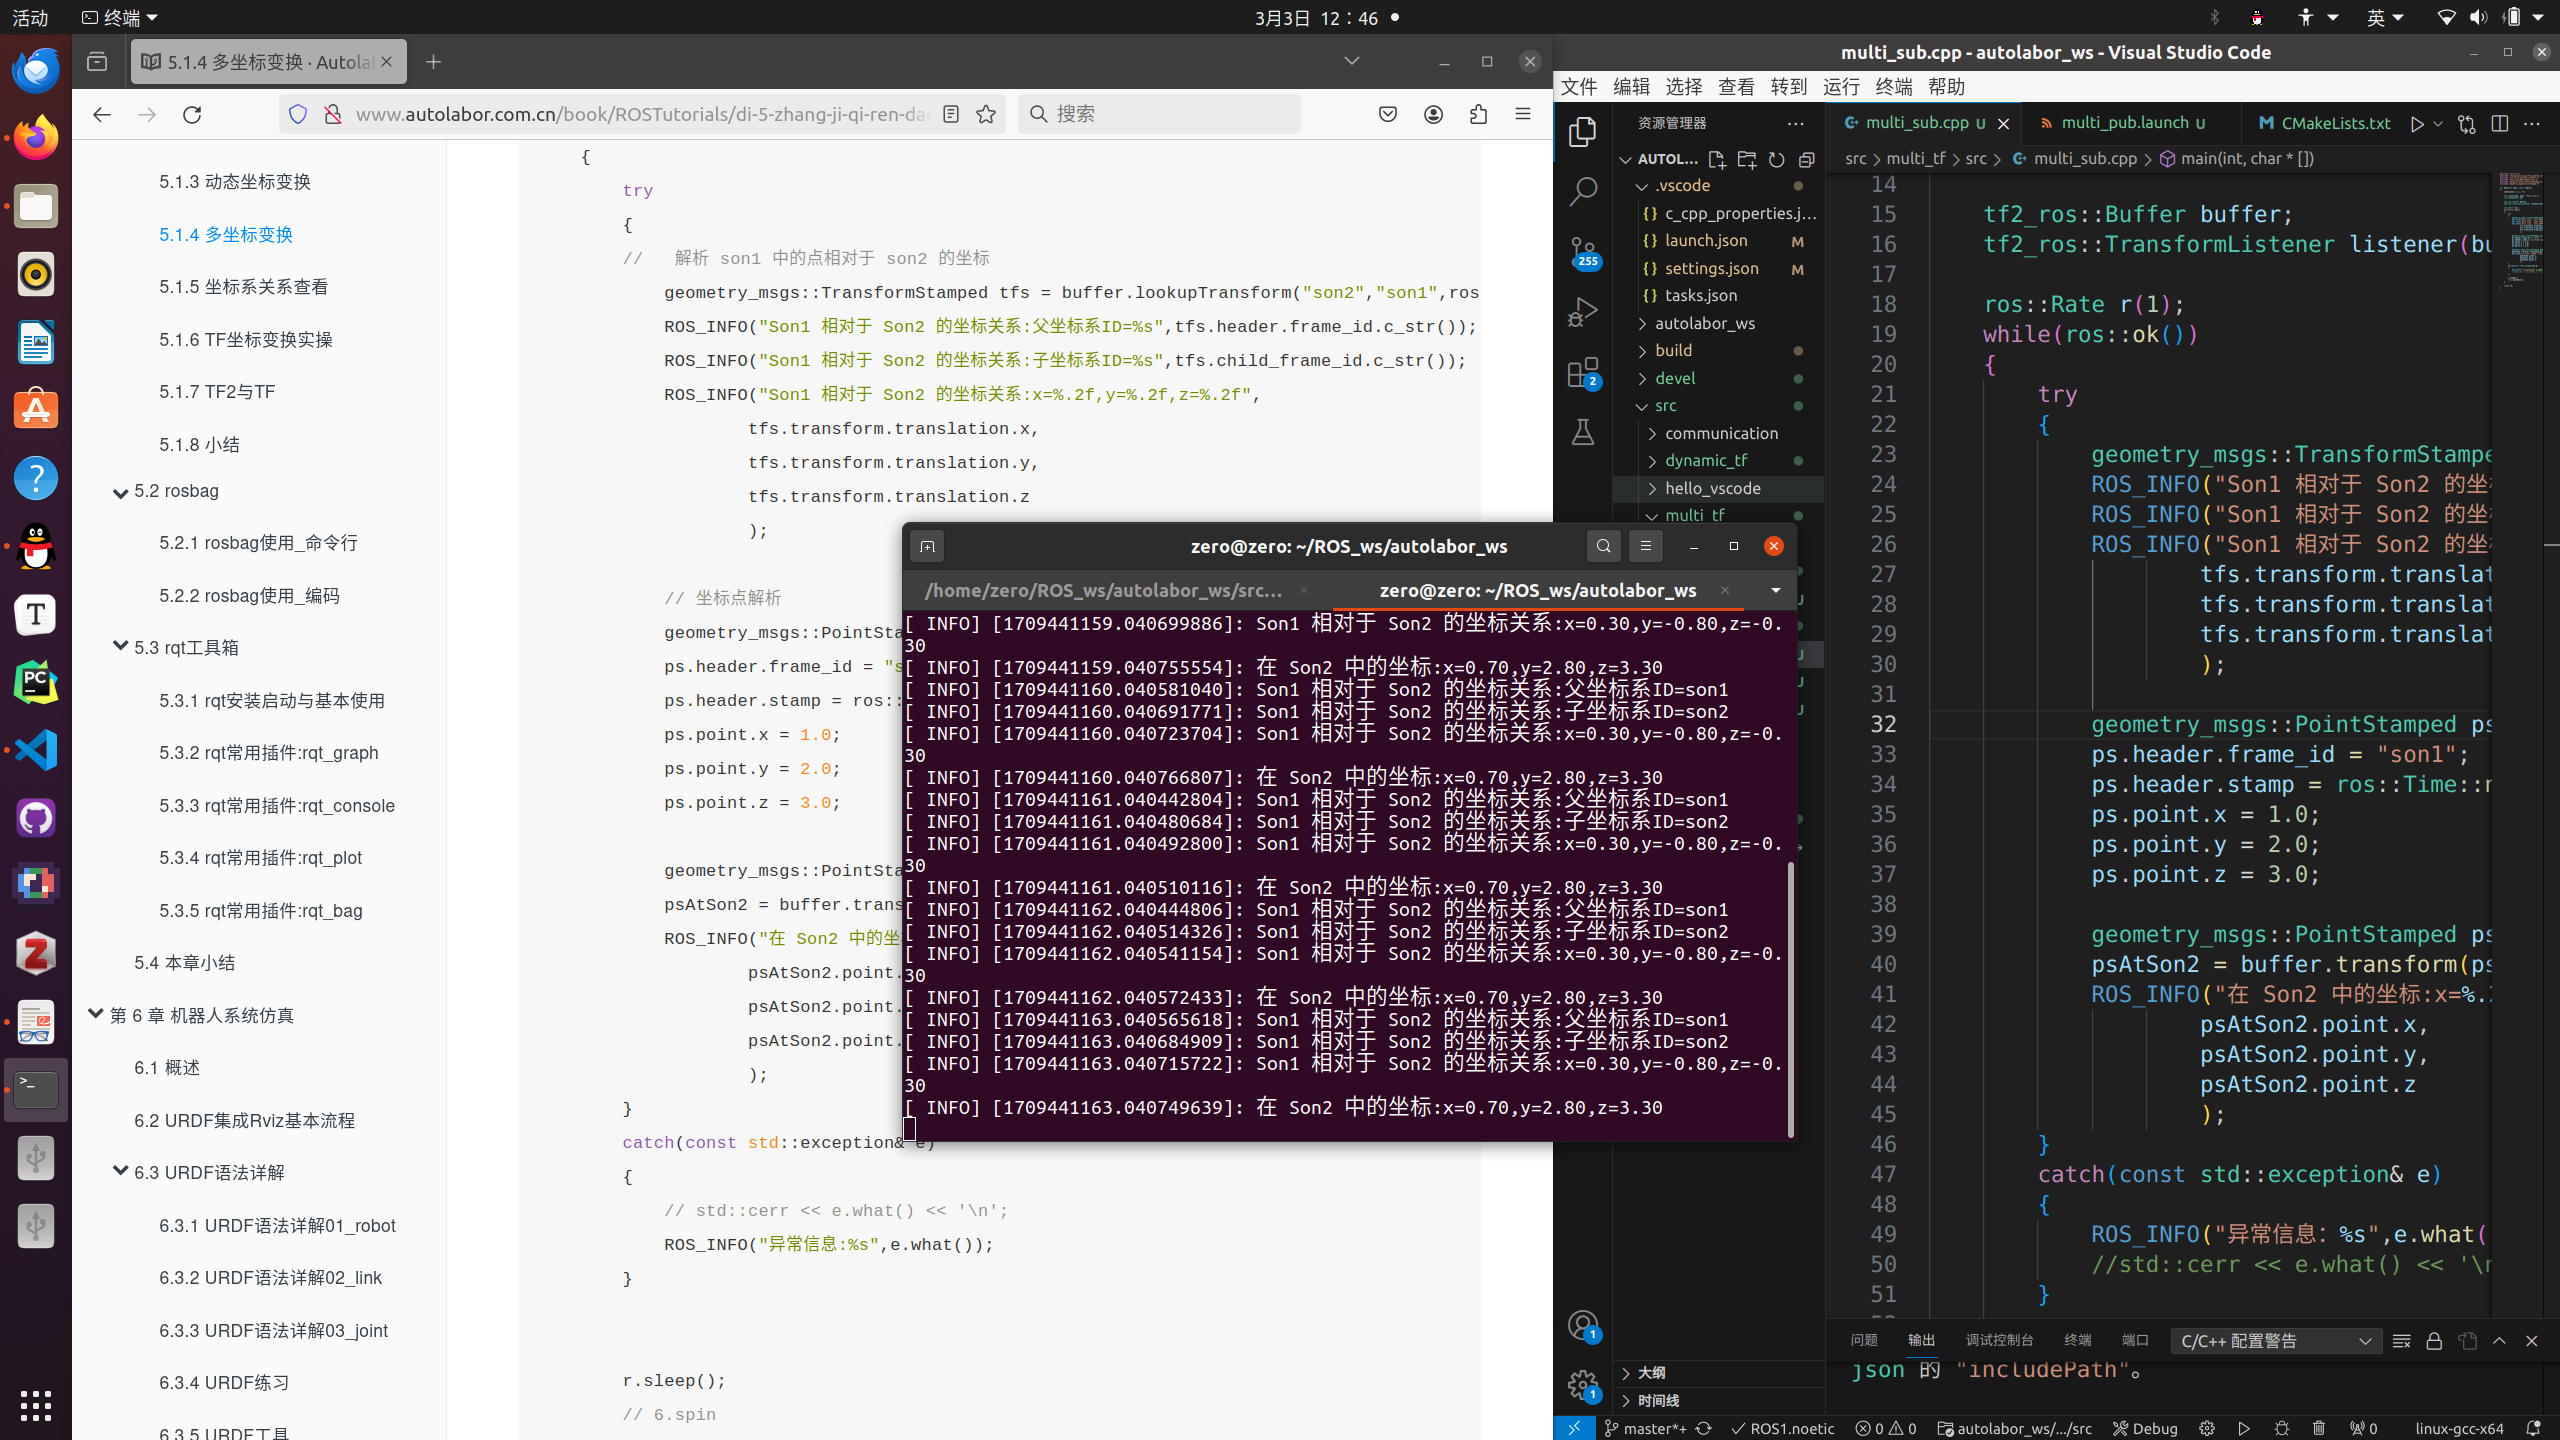 活动
终端
3月3日 12：46
英
5.1.4 多坐标变换 · Autola
www.autolabor.com.cn/book/ROSTutorials/di-5-zhang-ji-qi-ren-dao
搜索
5.1.3 动态坐标变换
5.1.4 多坐标变换
5.1.5 坐标系关系查看
5.1.6 TF坐标变换实操
5.1.7 TF2与TF
5.1.8 小结
5.2 rosbag
5.2.1 rosbag使用_命令行
5.2.2 rosbag使用_编码
5.3 rqt工具箱
5.3.1 rqt安装启动与基本使用
5.3.2 rqt常用插件:rqt_graph
5.3.3 rqt常用插件:rqt_console
5.3.4 rqt常用插件:rqt_plot
5.3.5 rqt常用插件:rqt_bag
5.4 本章小结
第 6 章 机器人系统仿真
6.1 概述
6.2 URDF集成Rviz基本流程
6.3 URDF语法详解
6.3.1 URDF语法详解01_robot
6.3.2 URDF语法详解02_link
6.3.3 URDF语法详解03_joint
6.3.4 URDF练习
6.3.5 URDF工具
{
try
{
//   解析 son1 中的点相对于 son2 的坐标
geometry_msgs::TransformStamped tfs = buffer.lookupTransform("son2","son1",ros
ROS_INFO("Son1 相对于 Son2 的坐标关系:父坐标系ID=%s",tfs.header.frame_id.c_str());
ROS_INFO("Son1 相对于 Son2 的坐标关系:子坐标系ID=%s",tfs.child_frame_id.c_str());
ROS_INFO("Son1 相对于 Son2 的坐标关系:x=%.2f,y=%.2f,z=%.2f",
tfs.transform.translation.x,
tfs.transform.translation.y,
tfs.transform.translation.z
);
// 坐标点解析
geometry_msgs::PointSta
ps.header.frame_id = "s
ps.header.stamp = ros::
ps.point.x = 1.0;
ps.point.y = 2.0;
ps.point.z = 3.0;
geometry_msgs::PointSta
psAtSon2 = buffer.trans
ROS_INFO("在 Son2 中的坐
psAtSon2.point.
psAtSon2.point.
psAtSon2.point.
);
}
catch(const std::exception& e)
{
// std::cerr << e.what() << '\n';
ROS_INFO("异常信息:%s",e.what());
}
r.sleep();
// 6.spin
zero@zero: ~/ROS_ws/autolabor_ws
/home/zero/ROS_ws/autolabor_ws/src...
zero@zero: ~/ROS_ws/autolabor_ws
[ INFO] [1709441159.040699886]: Son1 相对于 Son2 的坐标关系:x=0.30,y=-0.80,z=-0.
30
[ INFO] [1709441159.040755554]: 在 Son2 中的坐标:x=0.70,y=2.80,z=3.30
[ INFO] [1709441160.040581040]: Son1 相对于 Son2 的坐标关系:父坐标系ID=son1
[ INFO] [1709441160.040691771]: Son1 相对于 Son2 的坐标关系:子坐标系ID=son2
[ INFO] [1709441160.040723704]: Son1 相对于 Son2 的坐标关系:x=0.30,y=-0.80,z=-0.
30
[ INFO] [1709441160.040766807]: 在 Son2 中的坐标:x=0.70,y=2.80,z=3.30
[ INFO] [1709441161.040442804]: Son1 相对于 Son2 的坐标关系:父坐标系ID=son1
[ INFO] [1709441161.040480684]: Son1 相对于 Son2 的坐标关系:子坐标系ID=son2
[ INFO] [1709441161.040492800]: Son1 相对于 Son2 的坐标关系:x=0.30,y=-0.80,z=-0.
30
[ INFO] [1709441161.040510116]: 在 Son2 中的坐标:x=0.70,y=2.80,z=3.30
[ INFO] [1709441162.040444806]: Son1 相对于 Son2 的坐标关系:父坐标系ID=son1
[ INFO] [1709441162.040514326]: Son1 相对于 Son2 的坐标关系:子坐标系ID=son2
[ INFO] [1709441162.040541154]: Son1 相对于 Son2 的坐标关系:x=0.30,y=-0.80,z=-0.
30
[ INFO] [1709441162.040572433]: 在 Son2 中的坐标:x=0.70,y=2.80,z=3.30
[ INFO] [1709441163.040565618]: Son1 相对于 Son2 的坐标关系:父坐标系ID=son1
[ INFO] [1709441163.040684909]: Son1 相对于 Son2 的坐标关系:子坐标系ID=son2
[ INFO] [1709441163.040715722]: Son1 相对于 Son2 的坐标关系:x=0.30,y=-0.80,z=-0.
30
[ INFO] [1709441163.040749639]: 在 Son2 中的坐标:x=0.70,y=2.80,z=3.30
multi_sub.cpp - autolabor_ws - Visual Studio Code
文件 编辑 选择 查看 转到 运行 终端 帮助
资源管理器
AUTOL...
.vscode
c_cpp_properties.j...
launch.json M
settings.json M
tasks.json
autolabor_ws
build
devel
src
communication
dynamic_tf
hello_vscode
multi_tf
255
2
1
1
大纲
时间线
multi_sub.cpp U
multi_pub.launch U
CMakeLists.txt
src > multi_tf > src > multi_sub.cpp > main(int, char * [])
14
15 tf2_ros::Buffer buffer;
16 tf2_ros::TransformListener listener(bu
17
18 ros::Rate r(1);
19 while(ros::ok())
20 {
21 try
22 {
23 geometry_msgs::TransformStampe
24 ROS_INFO("Son1 相对于 Son2 的坐
25 ROS_INFO("Son1 相对于 Son2 的坐
26 ROS_INFO("Son1 相对于 Son2 的坐
27 tfs.transform.translat
28 tfs.transform.translat
29 tfs.transform.translat
30 );
31
32 geometry_msgs::PointStamped ps
33 ps.header.frame_id = "son1";
34 ps.header.stamp = ros::Time::n
35 ps.point.x = 1.0;
36 ps.point.y = 2.0;
37 ps.point.z = 3.0;
38
39 geometry_msgs::PointStamped ps
40 psAtSon2 = buffer.transform(ps
41 ROS_INFO("在 Son2 中的坐标:x=%.2
42 psAtSon2.point.x,
43 psAtSon2.point.y,
44 psAtSon2.point.z
45 );
46 }
47 catch(const std::exception& e)
48 {
49 ROS_INFO("异常信息: %s",e.what(
50 //std::cerr << e.what() << '\n
51 }
问题 输出 调试控制台 终端 端口 C/C++ 配置警告
json 的 "includePath"。
master*+ ROS1.noetic 0 0 autolabor_ws/.../src Debug 0 linux-gcc-x64